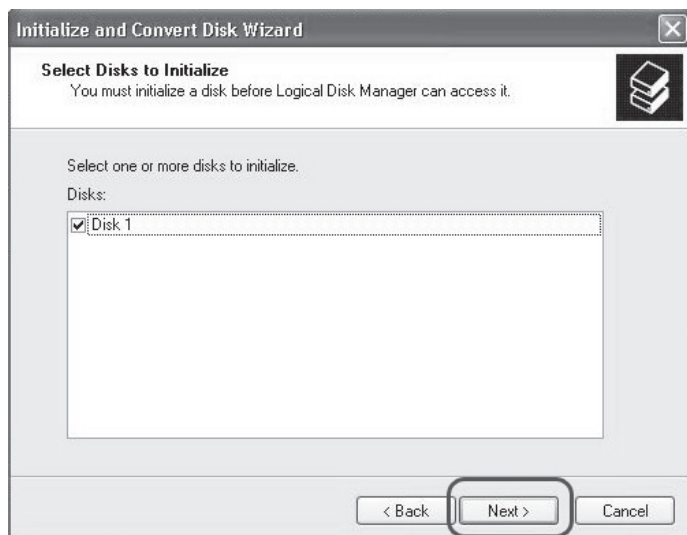 Initialize and Convert Disk Wizard
Select Disks to Initialize
You must initialize a disk before Logical Disk Manager can access it.
Select one or more disks to initialize.
Disks:
Disk 1
< Back
Next >
Cancel